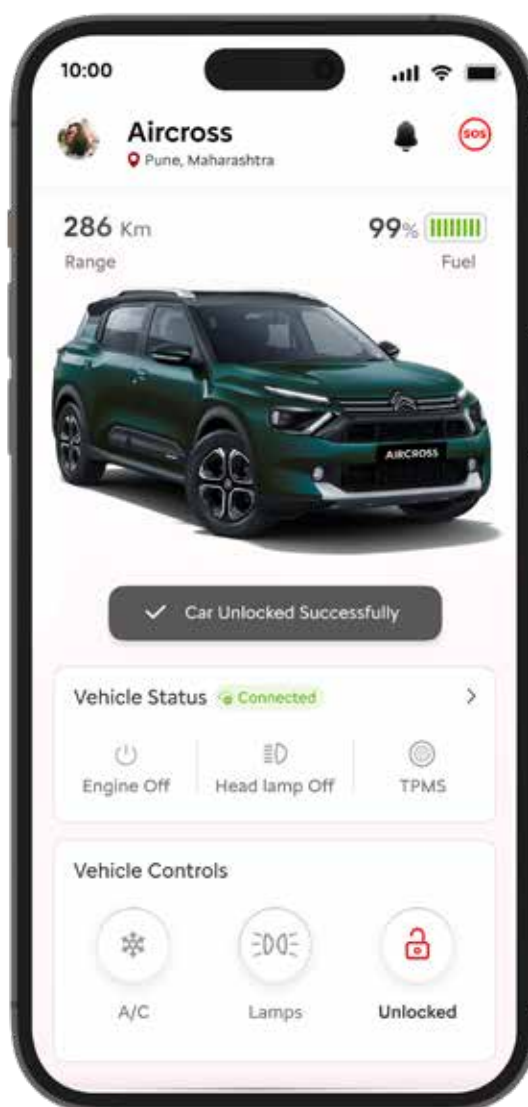 10:00
Aircross
SOS
Pune, Maharashtra
286 Km
99%
Range
Fuel
AIRCROSS
Car Unlocked Successfully
Vehicle Status
Connected
Engine Off
Head lamp Off
TPMS
Vehicle Controls
A/C
Lamps
Unlocked